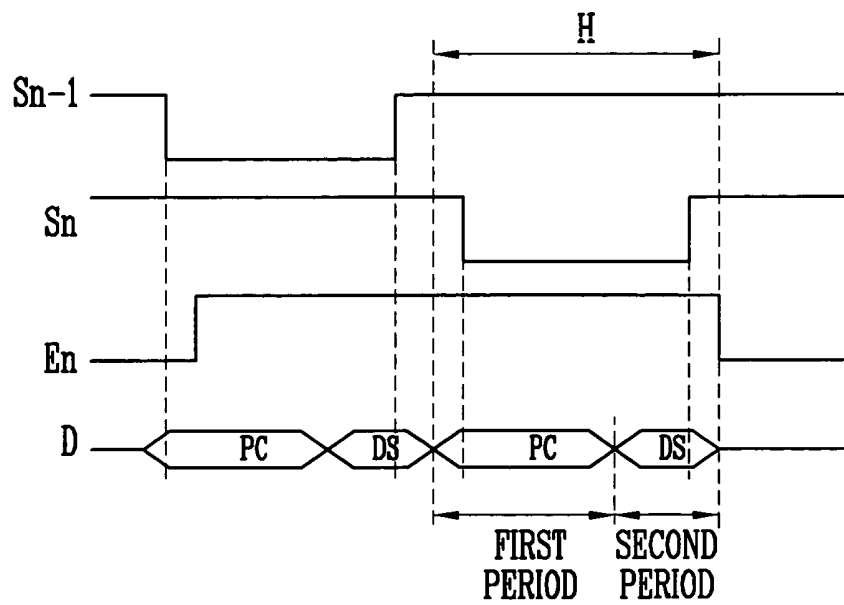 H
Sn-1
Sn
En
D
PC
DS
PC
DS
FIRST PERIOD
SECOND PERIOD